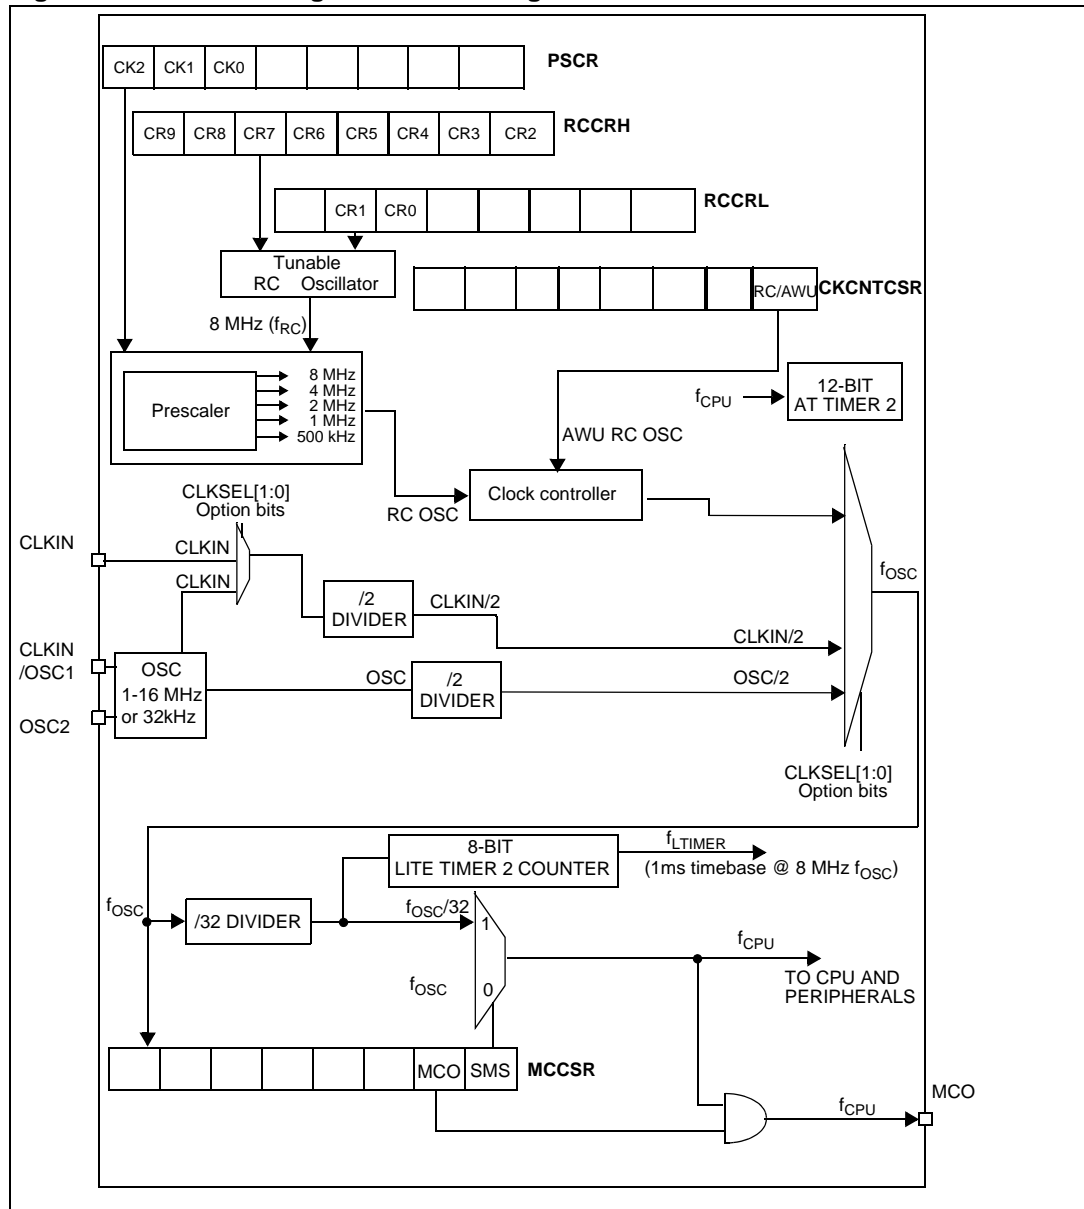 CK2 CK1 CK0 PSCR
CR9 CR8 CR7 CR6 CR5 CR4 CR3 CR2 RCCRH
CR1 CR0 RCCRL
Tunable
RC Oscillator
RC/AWU CKCNTCSR
8 MHz (fRC)
8 MHz
4 MHz
2 MHz
1 MHz
500 kHz
Prescaler
fCPU
12-BIT
AT TIMER 2
AWU RC OSC
Clock controller
RC OSC
CLKSEL[1:0]
Option bits
CLKIN
CLKIN
CLKIN
/2
DIVIDER
CLKIN/2
fOSC
CLKIN/2
CLKIN
/OSC1
OSC2
OSC
1-16 MHz
or 32kHz
OSC
/2
DIVIDER
OSC/2
CLKSEL[1:0]
Option bits
8-BIT
LITE TIMER 2 COUNTER
fLTIMER
(1ms timebase @ 8 MHz fOSC)
fOSC
/32 DIVIDER
fOSC/32
1
fOSC
0
fCPU
TO CPU AND
PERIPHERALS
MCO SMS MCCSR
fCPU
MCO